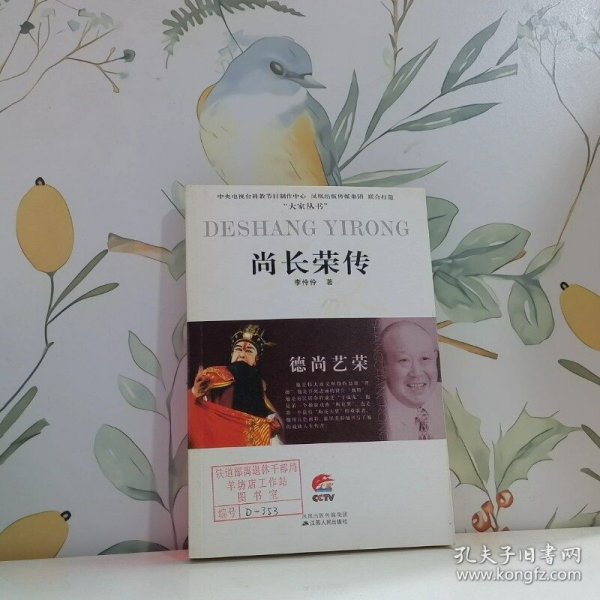 中央电视台科教节目制作中心 凤凰出版传媒集团 联合打造
“大家丛书”
DESHANG YIRONG
尚长荣传
李伶伶 著
德尚艺荣
CCTV
凤凰出版传媒集团
江苏人民出版社
铁道部离退休干部局
羊坊店工作站
图书室
编号 D-353
孔夫子旧书网
www.kongfz.com